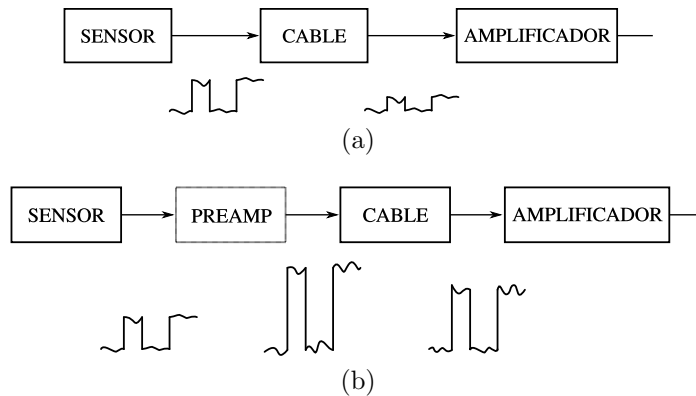 SENSOR CABLE AMPLIFICADOR
(a)
SENSOR PREAMP CABLE AMPLIFICADOR
(b)